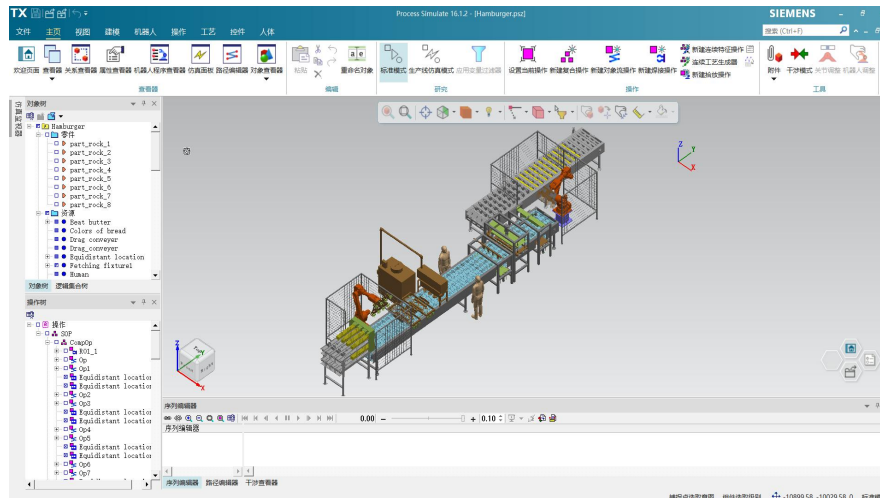 TX
Process Simulate 16.1.2 - [Hamburger.psz]
SIEMENS
文件 主页 视图 建模 机器人 操作 工艺 控件 人体
搜索 (Ctrl+F)
欢迎页面 查看器 关系查看器 属性查看器 机器人程序查看器 仿真面板 路径编辑器 对象查看器
粘贴 重命名对象
标准模式 生产线仿真模式 应用变量过滤器
设置当前操作 新建复合操作 新建对象流操作 新建焊接操作
新建连续特征操作
连续工艺生成器
新建拾放操作
附件 干涉模式 关节调整 机器人调整
查看器 编辑 研究 操作 工具
仿真监视器
对象树
Hamburger
零件
part_rock_1
part_rock_2
part_rock_3
part_rock_4
part_rock_5
part_rock_6
part_rock_7
part_rock_8
资源
Beat butter
Colors of bread
Drag conveyer
Drag_conveyer
Equidistant location
Fetching fixture1
Human
对象树 逻辑集合树
操作树
操作
SOP
CompOp
R01_1
Op
Op1
Equidistant location
Equidistant location
Op2
Op3
Equidistant location
Equidistant location
Op4
Op5
Equidistant location
Equidistant location
Op6
Op7
Z
Y
X
Z
Y
X
序列编辑器
0.00
0.10
序列编辑器
序列编辑器 路径编辑器 干涉查看器
-10899.58, -10029.58, 0